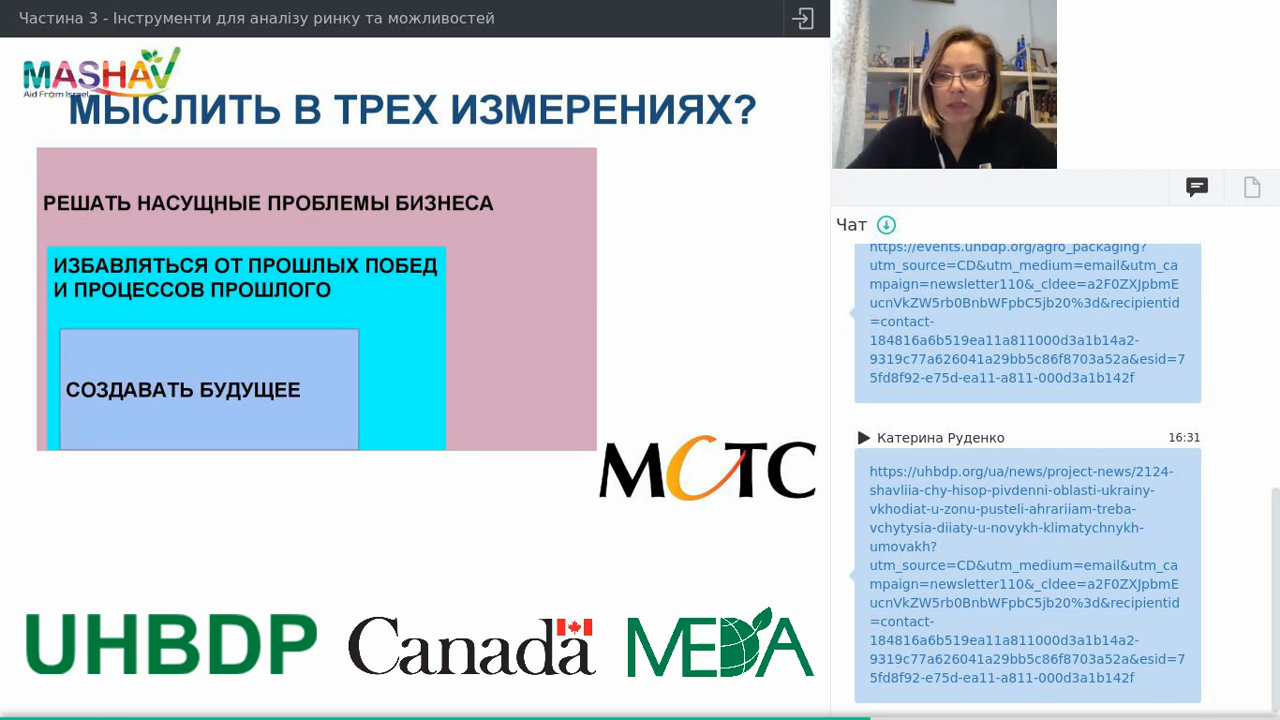 Частина 3 - Інструменти для аналізу ринку та можливостей
MASHAV
Aid From Israel
МЫСЛИТЬ В ТРЕХ ИЗМЕРЕНИЯХ?
РЕШАТЬ НАСУЩНЫЕ ПРОБЛЕМЫ БИЗНЕСА
ИЗБАВЛЯТЬСЯ ОТ ПРОШЛЫХ ПОБЕД
И ПРОЦЕССОВ ПРОШЛОГО
СОЗДАВАТЬ БУДУЩЕЕ
MCTC
UHBDP
Canada
MEDA
Чат
https://events.uhbdp.org/agro_packaging?
utm_source=CD&utm_medium=email&utm_ca
mpaign=newsletter110&_cldee=a2F0ZXJpbmE
ucnVkZW5rb0BnbWFpbC5jb20%3d&recipientid
=contact-
184816a6b519ea11a811000d3a1b14a2-
9319c77a626041a29bb5c86f8703a52a&esid=7
5fd8f92-e75d-ea11-a811-000d3a1b142f
Катерина Руденко 16:31
https://uhbdp.org/ua/news/project-news/2124-
shavliia-chy-hisop-pivdenni-oblasti-ukrainy-
vkhodiat-u-zonu-pusteli-ahrariiam-treba-
vchytysia-diiaty-u-novykh-klimatychnykh-
umovakh?
utm_source=CD&utm_medium=email&utm_ca
mpaign=newsletter110&_cldee=a2F0ZXJpbmE
ucnVkZW5rb0BnbWFpbC5jb20%3d&recipientid
=contact-
184816a6b519ea11a811000d3a1b14a2-
9319c77a626041a29bb5c86f8703a52a&esid=7
5fd8f92-e75d-ea11-a811-000d3a1b142f